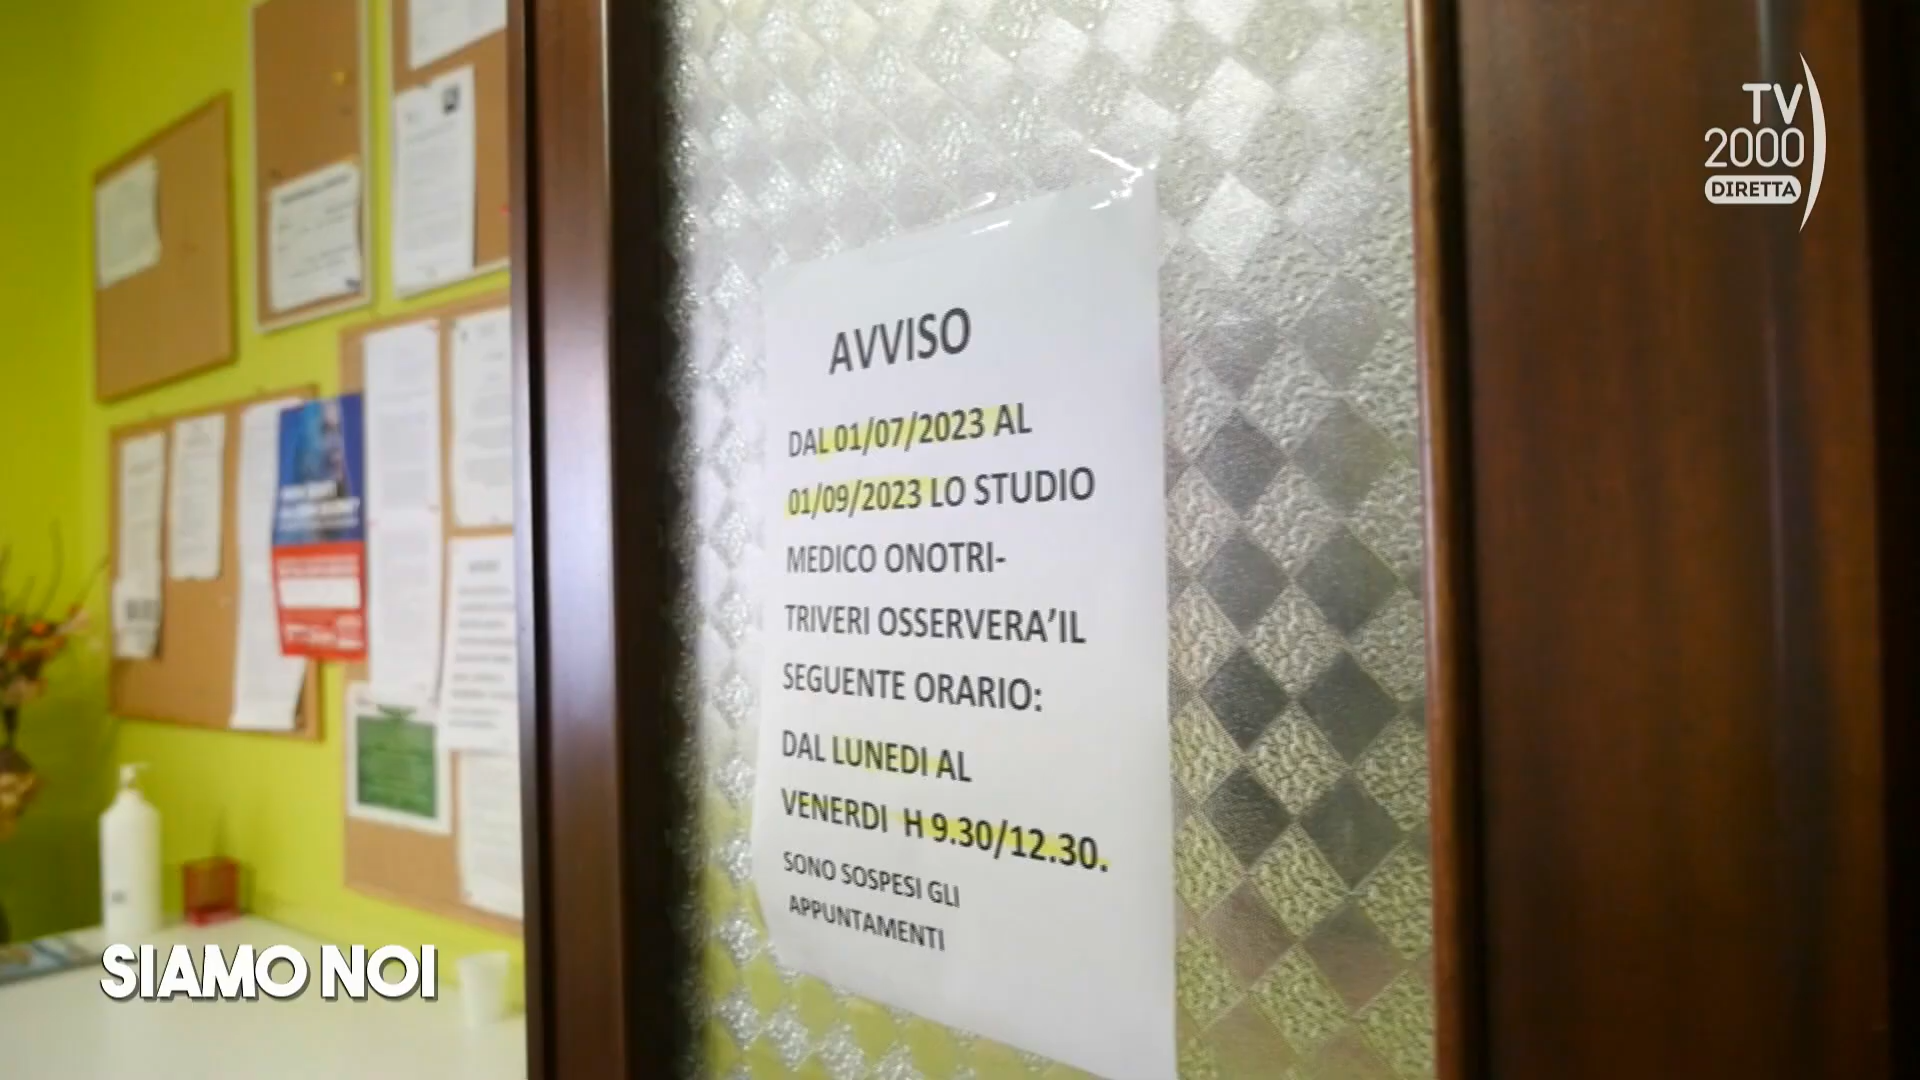 TV
2000
DIRETTA
AVVISO
DAL 01/07/2023 AL
01/09/2023 LO STUDIO
MEDICO ONOTRI-
TRIVERI OSSERVERA'IL
SEGUENTE ORARIO:
DAL LUNEDI AL
VENERDI H 9.30/12.30.
SONO SOSPESI GLI
APPUNTAMENTI
SIAMO NOI